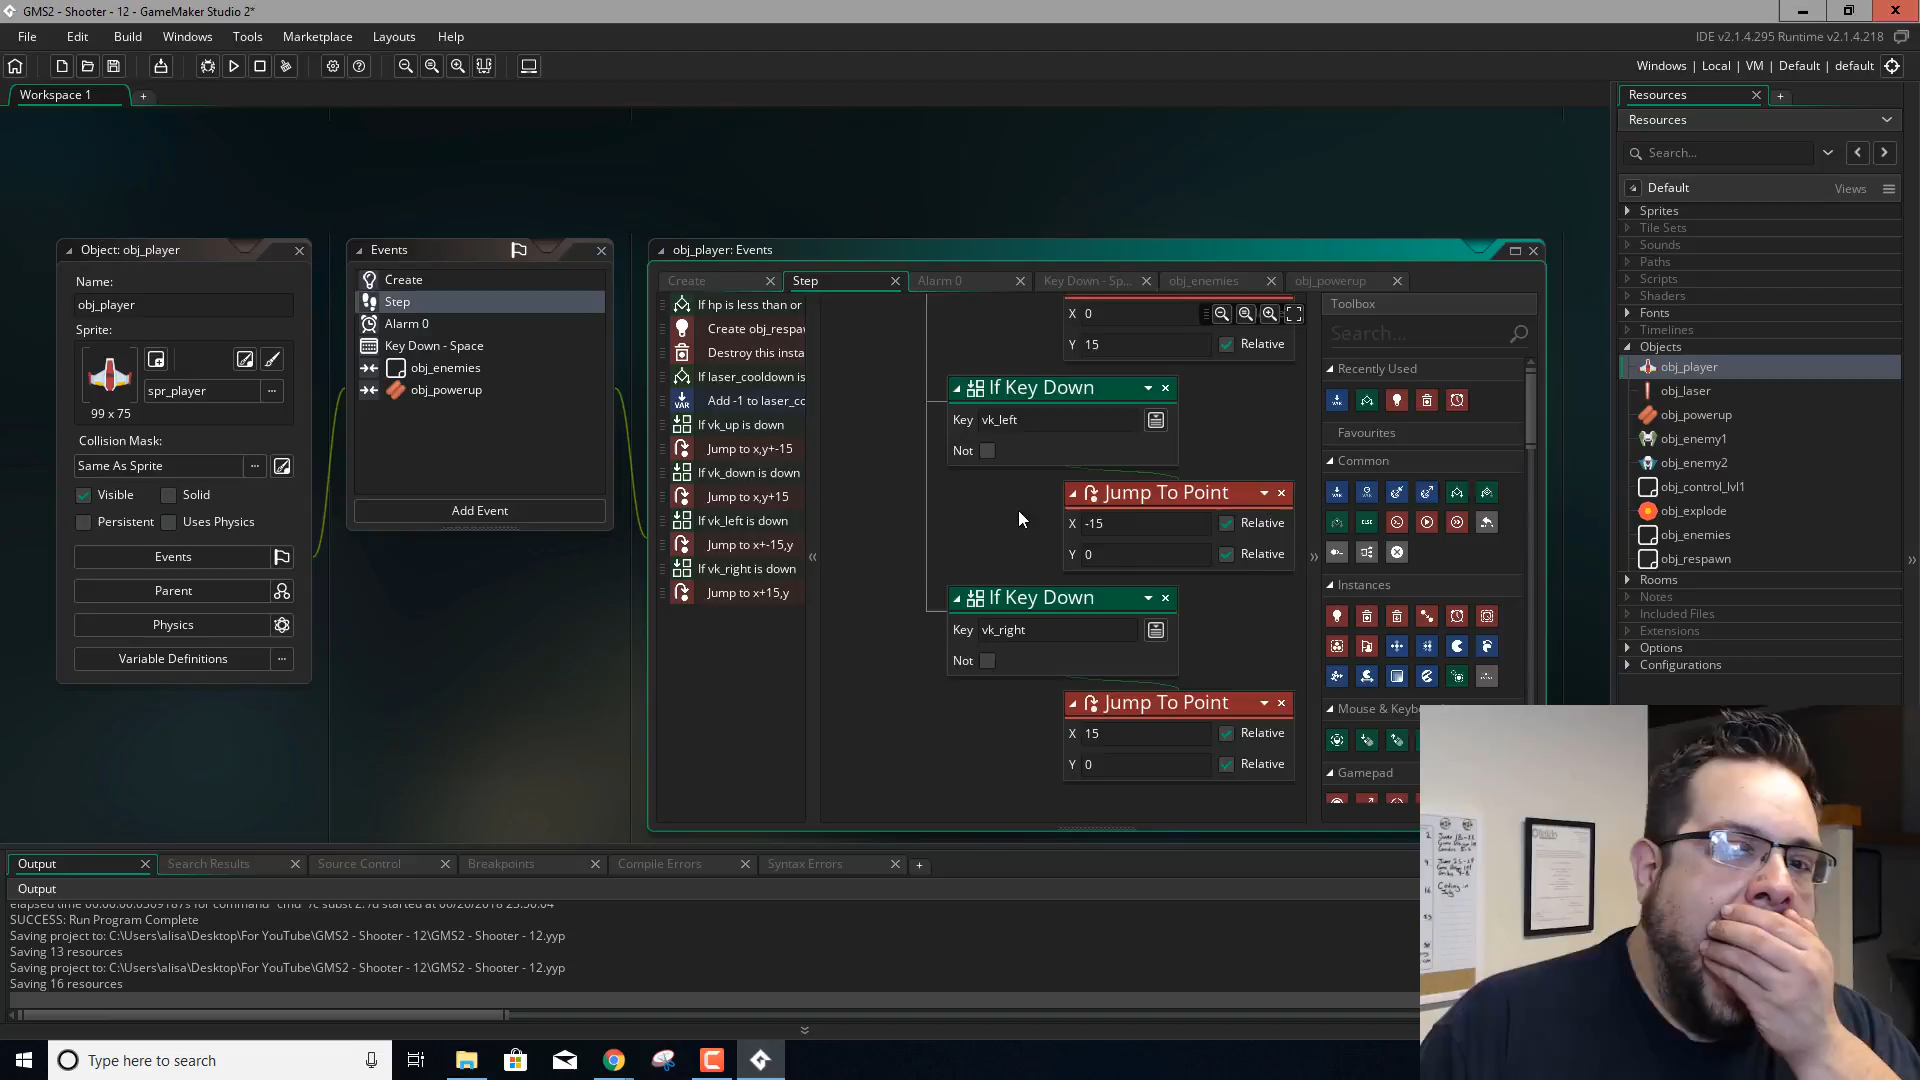 GMS2 - Shooter - 12 - GameMaker Studio 2*
File Edit Build Windows Tools Marketplace Layouts Help
IDE v2.1.4.295 Runtime v2.1.4.218
Windows | Local | VM | Default | default
Workspace 1
Object: obj_player
Name:
obj_player
Sprite:
spr_player
99 x 75
Collision Mask:
Same As Sprite
Visible Solid
Persistent Uses Physics
Events
Parent
Physics
Variable Definitions
Events
Create
Step
Alarm 0
Key Down - Space
obj_enemies
obj_powerup
Add Event
obj_player: Events
Create Step Alarm 0 Key Down - Sp... obj_enemies obj_powerup
If hp is less than or
Create obj_respaw
Destroy this insta
If laser_cooldown is
Add -1 to laser_cc
If vk_up is down
Jump to x,y+-15
If vk_down is down
Jump to x,y+15
If vk_left is down
Jump to x+-15,y
If vk_right is down
Jump to x+15,y
X 0
Y 15 Relative
If Key Down
Key vk_left
Not
Jump To Point
X -15 Relative
Y 0 Relative
If Key Down
Key vk_right
Not
Jump To Point
X 15 Relative
Y 0 Relative
Toolbox
Search...
Recently Used
Favourites
Common
Instances
Mouse & Keybo
Gamepad
Resources
Resources
Search...
Default Views
Sprites
Tile Sets
Sounds
Paths
Scripts
Shaders
Fonts
Timelines
Objects
obj_player
obj_laser
obj_powerup
obj_enemy1
obj_enemy2
obj_control_lvl1
obj_explode
obj_enemies
obj_respawn
Rooms
Notes
Included Files
Extensions
Options
Configurations
Output Search Results Source Control Breakpoints Compile Errors Syntax Errors
Output
SUCCESS: Run Program Complete
Saving project to: C:\Users\alisa\Desktop\For YouTube\GMS2 - Shooter - 12\GMS2 - Shooter - 12.yyp
Saving 13 resources
Saving project to: C:\Users\alisa\Desktop\For YouTube\GMS2 - Shooter - 12\GMS2 - Shooter - 12.yyp
Saving 16 resources
Type here to search